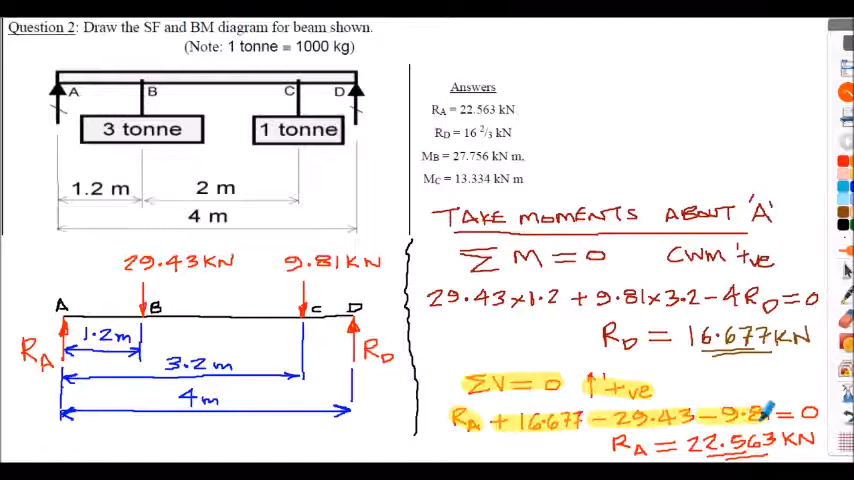 Question 2: Draw the SF and BM diagram for beam shown.
(Note: 1 tonne = 1000 kg)
A B C D
3 tonne 1 tonne
1.2 m 2 m
4 m
Answers
RA = 22.563 kN
RD = 16 2/3 kN
MB = 27.756 kN m,
MC = 13.334 kN m
29.43KN 9.81KN
A B C D
RA 1.2m RD
3.2m
4m
TAKE MOMENTS ABOUT 'A'
ΣM = 0 CWM '+ve
29.43×1.2 + 9.81×3.2 - 4RD = 0
RD = 16.677KN
ΣV = 0 ↑'+ve
RA + 16.677 - 29.43 - 9.81 = 0
RA = 22.563KN